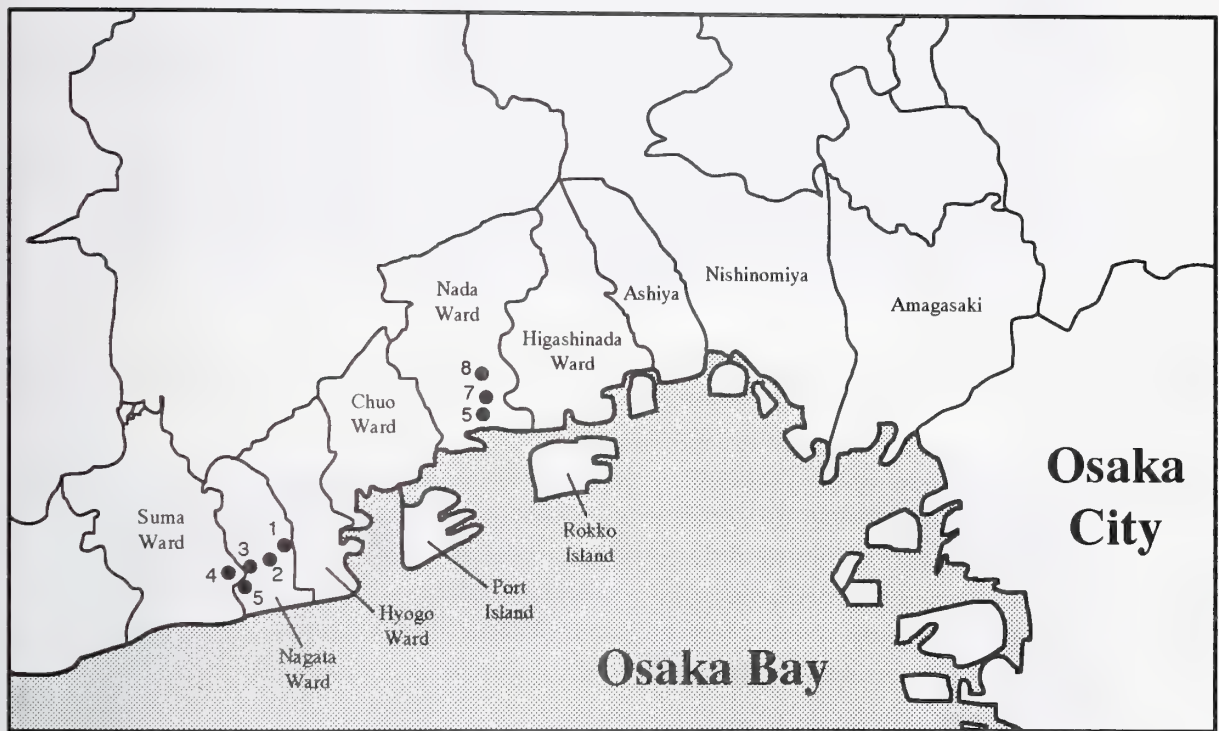 Nada
Ward
Higashinada
Ward
Ashiya
Nishinomiya
Amagasaki
8
7
5
Chuo
Ward
Osaka
City
Suma
Ward
1
2
3
4
5
Rokko
Island
Port
Island
Hyogo
Ward
Nagata
Ward
Osaka Bay